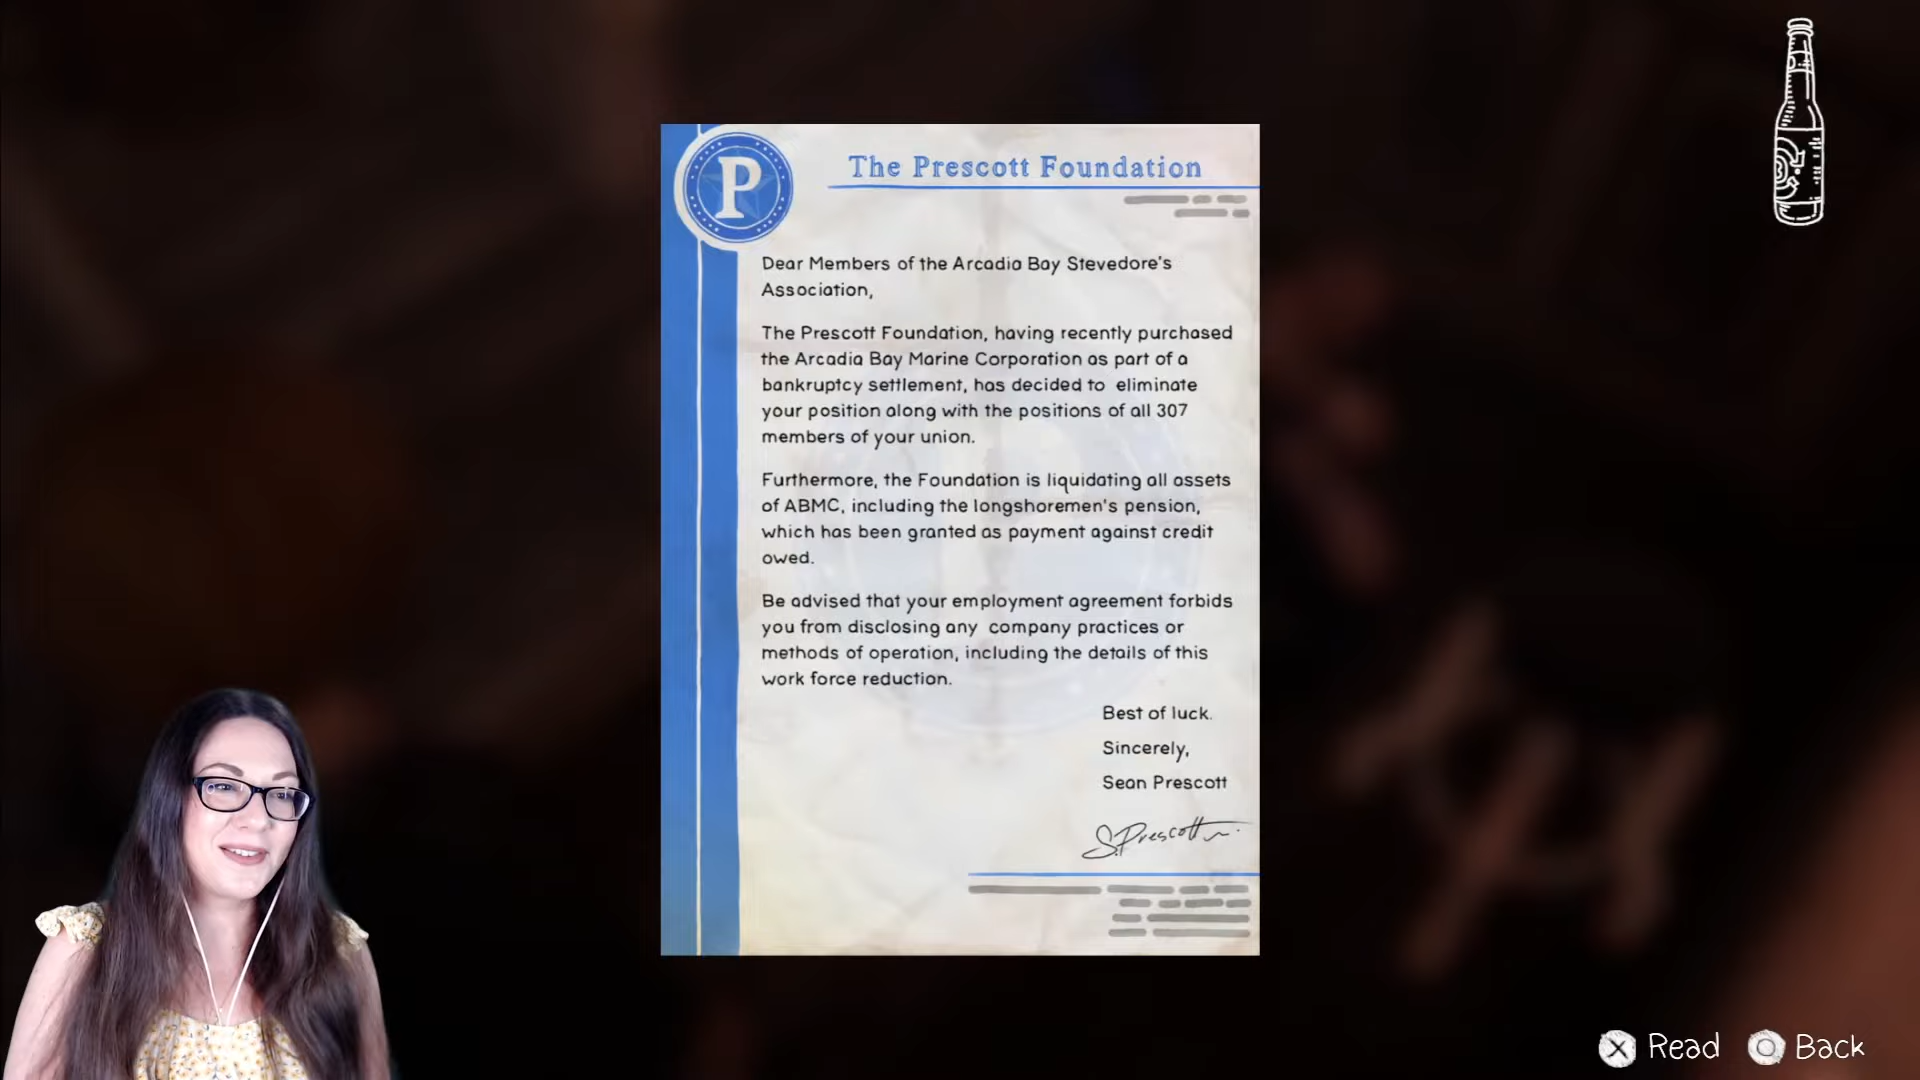 P
The Prescott Foundation
Dear Members of the Arcadia Bay Stevedore's
Association,
The Prescott Foundation, having recently purchased
the Arcadia Bay Marine Corporation as part of a
bankruptcy settlement, has decided to eliminate
your position along with the positions of all 307
members of your union.
Furthermore, the Foundation is liquidating all assets
of ABMC, including the longshoremen's pension,
which has been granted as payment against credit
owed.
Be advised that your employment agreement forbids
you from disclosing any company practices or
methods of operation, including the details of this
work force reduction.
Best of luck.
Sincerely,
Sean Prescott
S.Prescott
Read Back